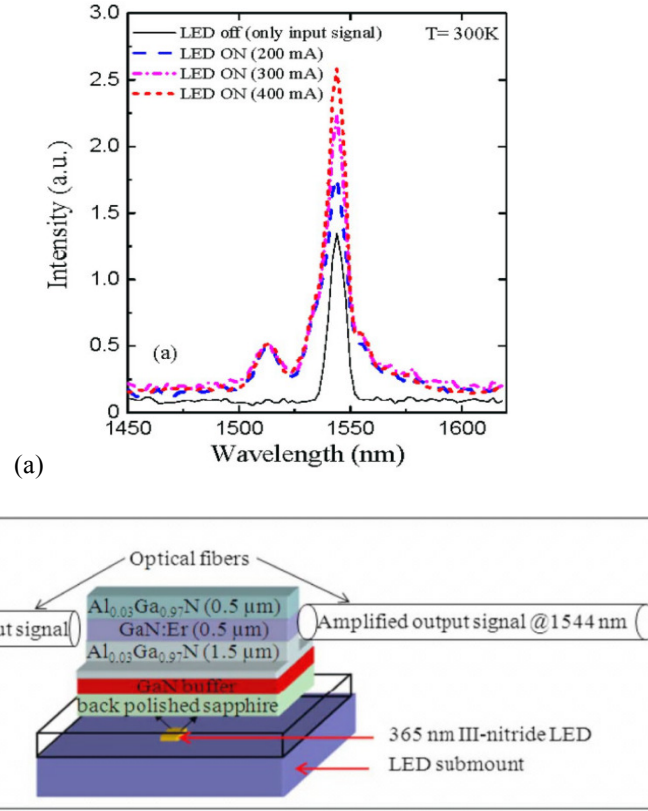 (a)
LED off (only input signal)
T= 300K
LED ON (200 mA)
LED ON (300 mA)
LED ON (400 mA)
3.0
2.5
2.0
1.5
1.0
0.5
0
Intensity (a.u.)
(a)
1450
1500
1550
1600
Wavelength (nm)
(a)
Optical fibers
signal
Al0.03Ga0.97N (0.5 μm)
GaN:Er (0.5 μm)
Amplified output signal @1544 nm
Al0.03Ga0.97N (1.5 μm)
GaN buffer
back polished sapphire
365 nm III-nitride LED
LED submount